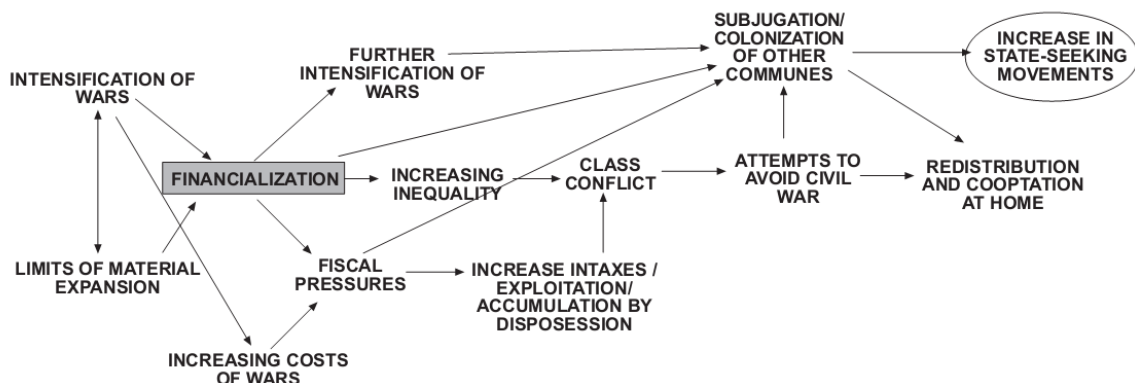 SUBJUGATION/
COLONIZATION
OF OTHER
COMMUNES
INCREASE IN
STATE-SEEKING
MOVEMENTS
FURTHER
INTENSIFICATION OF
WARS
INTENSIFICATION OF
WARS
FINANCIALIZATION
INCREASING
INEQUALITY
CLASS
CONFLICT
ATTEMPTS TO
AVOID CIVIL
WAR
REDISTRIBUTION
AND COOPTATION
AT HOME
LIMITS OF MATERIAL
EXPANSION
FISCAL
PRESSURES
INCREASE INTAXES /
EXPLOITATION/
ACCUMULATION BY
DISPOSESSION
INCREASING COSTS
OF WARS